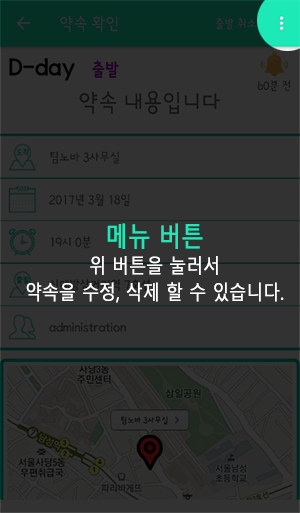 약속 확인
출발 취소
D-day 출발
60분 전
약속 내용입니다
팀노바 3사무실
2017년 3월 18일
19시 0분
메뉴 버튼
위 버튼을 눌러서
약속을 수정, 삭제 할 수 있습니다.
administration
사당3동
주민센터
삼일공원
팀노바 3사무실 >
서울사당5동
우편취급국
파리바게뜨
서울남성
초등학교